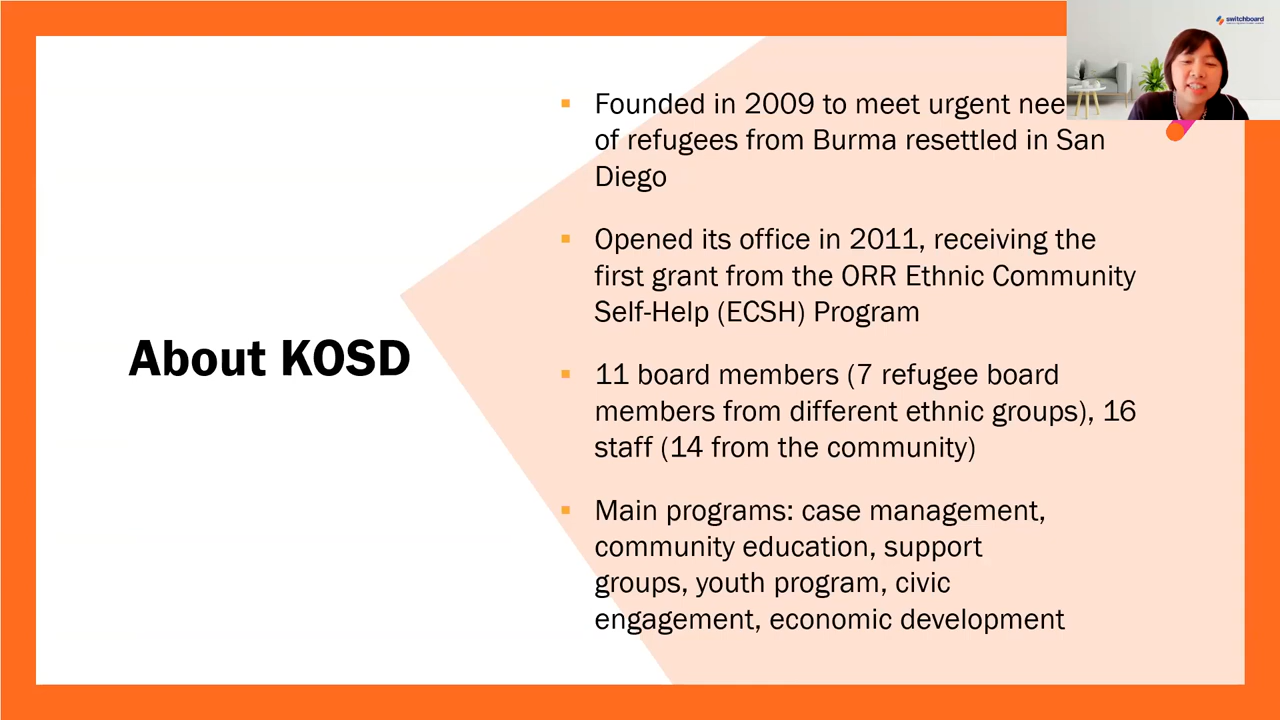 switchboard
Founded in 2009 to meet urgent
of refugees from Burma resettled in San
Diego
Opened its office in 2011, receiving the
first grant from the ORR Ethnic Community
Self-Help (ECSH) Program
About KOSD
11 board members (7 refugee board
members from different ethnic groups), 16
staff (14 from the community)
Main programs: case management,
community education, support
groups, youth program, civic
engagement, economic development